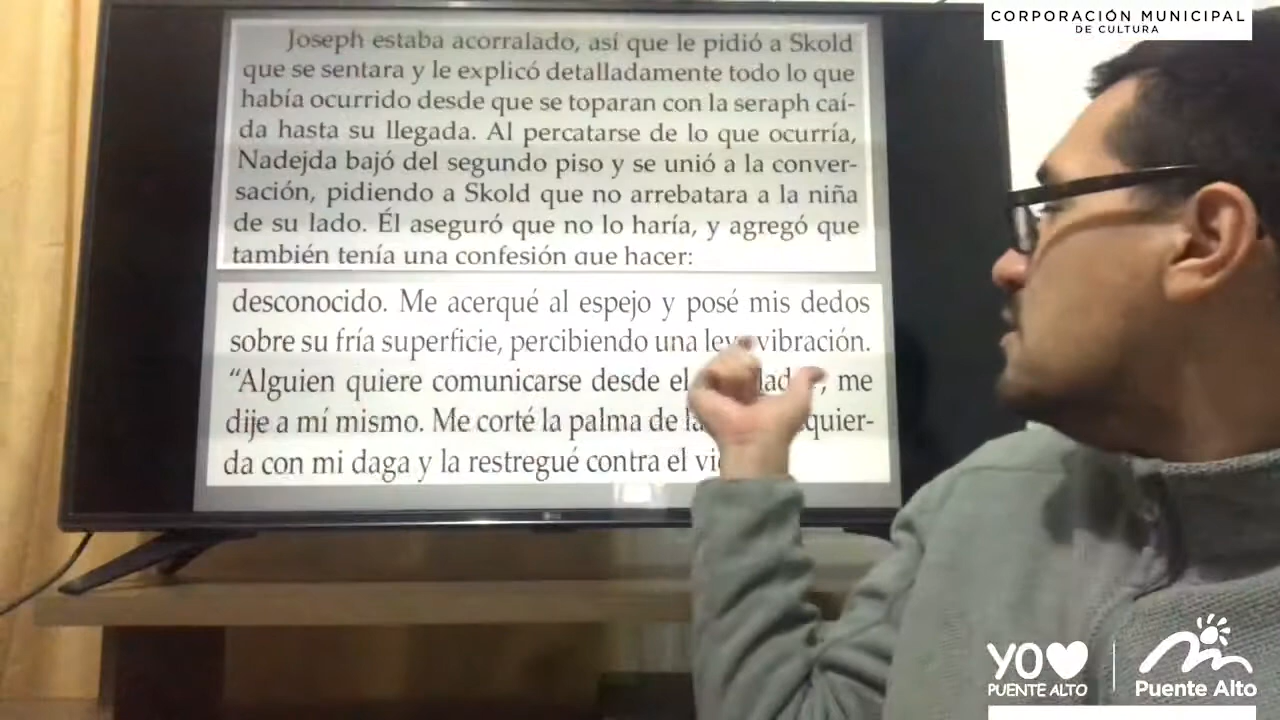 CORPORACIÓN MUNICIPAL
DE CULTURA
Joseph estaba acorralado, así que le pidió a Skold
que se sentara y le explicó detalladamente todo lo que
había ocurrido desde que se toparan con la seraph caí-
da hasta su llegada. Al percatarse de lo que ocurría,
Nadejda bajó del segundo piso y se unió a la conver-
sación, pidiendo a Skold que no arrebatara a la niña
de su lado. Él aseguró que no lo haría, y agregó que
también tenía una confesión que hacer:
desconocido. Me acerqué al espejo y posé mis dedos
sobre su fría superficie, percibiendo una leve vibración.
“Alguien quiere comunicarse desde el me
dije a mí mismo. Me corté la palma de la quier-
da con mi daga y la restregué contra el
LG
YO
PUENTE ALTO
Puente Alto